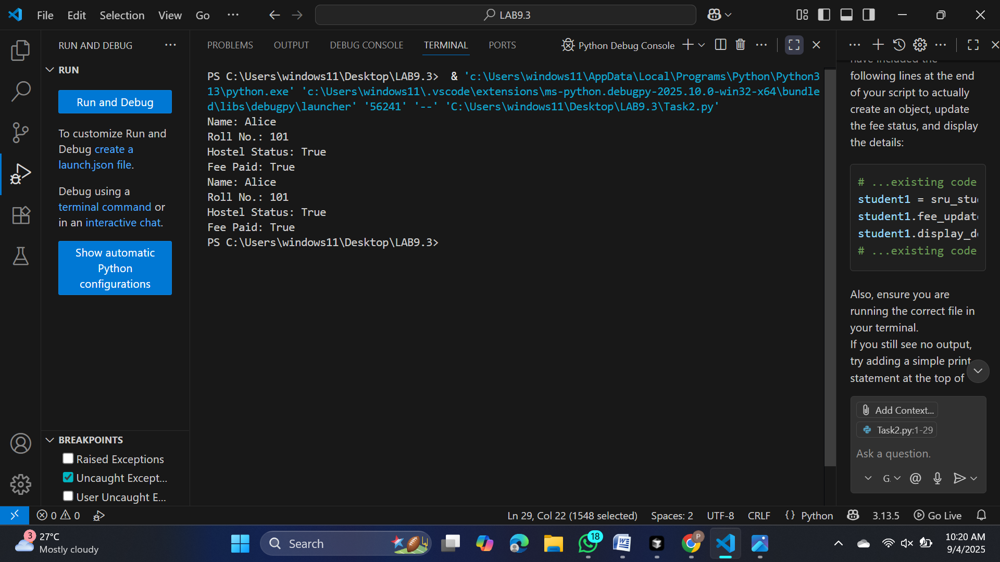 File Edit Selection View Go ... LAB9.3
RUN AND DEBUG ...
RUN
Run and Debug
To customize Run and
Debug create a
launch.json file.
Debug using a
terminal command or
in an interactive chat.
Show automatic
Python
configurations
BREAKPOINTS
Raised Exceptions
Uncaught Except...
User Uncaught E...
PROBLEMS OUTPUT DEBUG CONSOLE TERMINAL PORTS Python Debug Console
PS C:\Users\windows11\Desktop\LAB9.3>  & 'c:\Users\windows11\AppData\Local\Programs\Python\Python3
13\python.exe' 'c:\Users\windows11\.vscode\extensions\ms-python.debugpy-2025.10.0-win32-x64\bundle
d\libs\debugpy\launcher' '56241' '--' 'C:\Users\windows11\Desktop\LAB9.3\Task2.py'
Name: Alice
Roll No.: 101
Hostel Status: True
Fee Paid: True
Name: Alice
Roll No.: 101
Hostel Status: True
Fee Paid: True
PS C:\Users\windows11\Desktop\LAB9.3>
have included the
following lines at the end
of your script to actually
create an object, update
the fee status, and display
the details:
# ...existing code
student1 = sru_stu
student1.fee_updat
student1.display_d
# ...existing code
Also, ensure you are
running the correct file in
your terminal.
If you still see no output,
try adding a simple print
statement at the top of
Add Context...
Task2.py:1-29
Ask a question.
G.
0 0 Ln 29, Col 22 (1548 selected) Spaces: 2 UTF-8 CRLF {} Python 3.13.5 Go Live
3 27°C
Mostly cloudy
Search
18
P
10:20 AM
9/4/2025